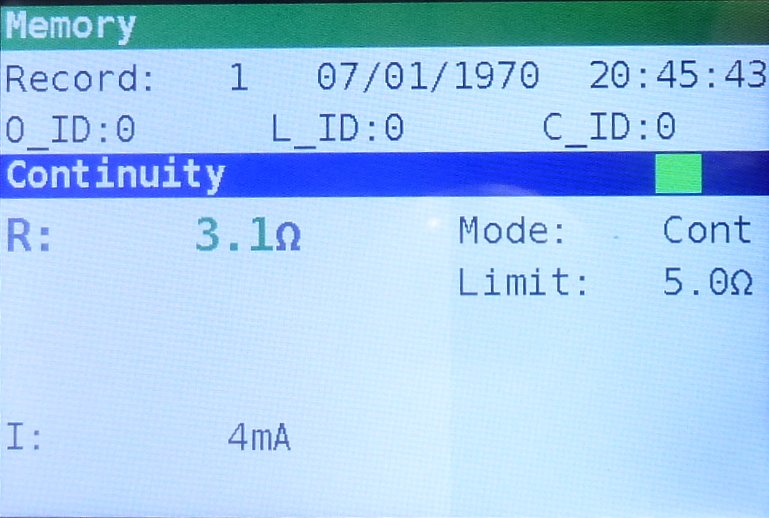 Memory
Record: 1 07/01/1970 20:45:43
O_ID:0 L_ID:0 C_ID:0
Continuity
R: 3.1Ω Mode: Cont
Limit: 5.0Ω
I: 4mA